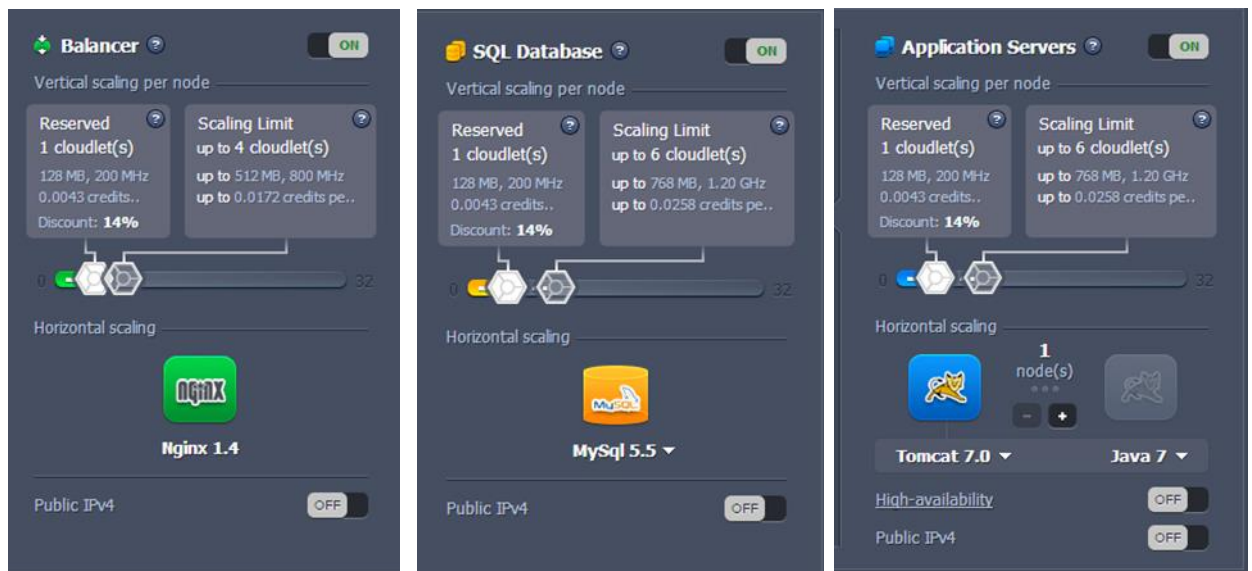 Balancer ?
ON
Vertical scaling per node
Reserved ?
1 cloudlet(s)
128 MB, 200 MHz
0.0043 credits..
Discount: 14%
Scaling Limit ?
up to 4 cloudlet(s)
up to 512 MB, 800 MHz
up to 0.0172 credits pe..
0
32
Horizontal scaling
NGINX
Nginx 1.4
Public IPv4
OFF
SQL Database ?
ON
Vertical scaling per node
Reserved ?
1 cloudlet(s)
128 MB, 200 MHz
0.0043 credits..
Discount: 14%
Scaling Limit ?
up to 6 cloudlet(s)
up to 768 MB, 1.20 GHz
up to 0.0258 credits pe..
0
32
Horizontal scaling
MySQL
MySql 5.5
Public IPv4
OFF
Application Servers ?
ON
Vertical scaling per node
Reserved ?
1 cloudlet(s)
128 MB, 200 MHz
0.0043 credits..
Discount: 14%
Scaling Limit ?
up to 6 cloudlet(s)
up to 768 MB, 1.20 GHz
up to 0.0258 credits pe..
0
32
Horizontal scaling
1
node(s)
- +
Tomcat 7.0
Java 7
High-availability
OFF
Public IPv4
OFF